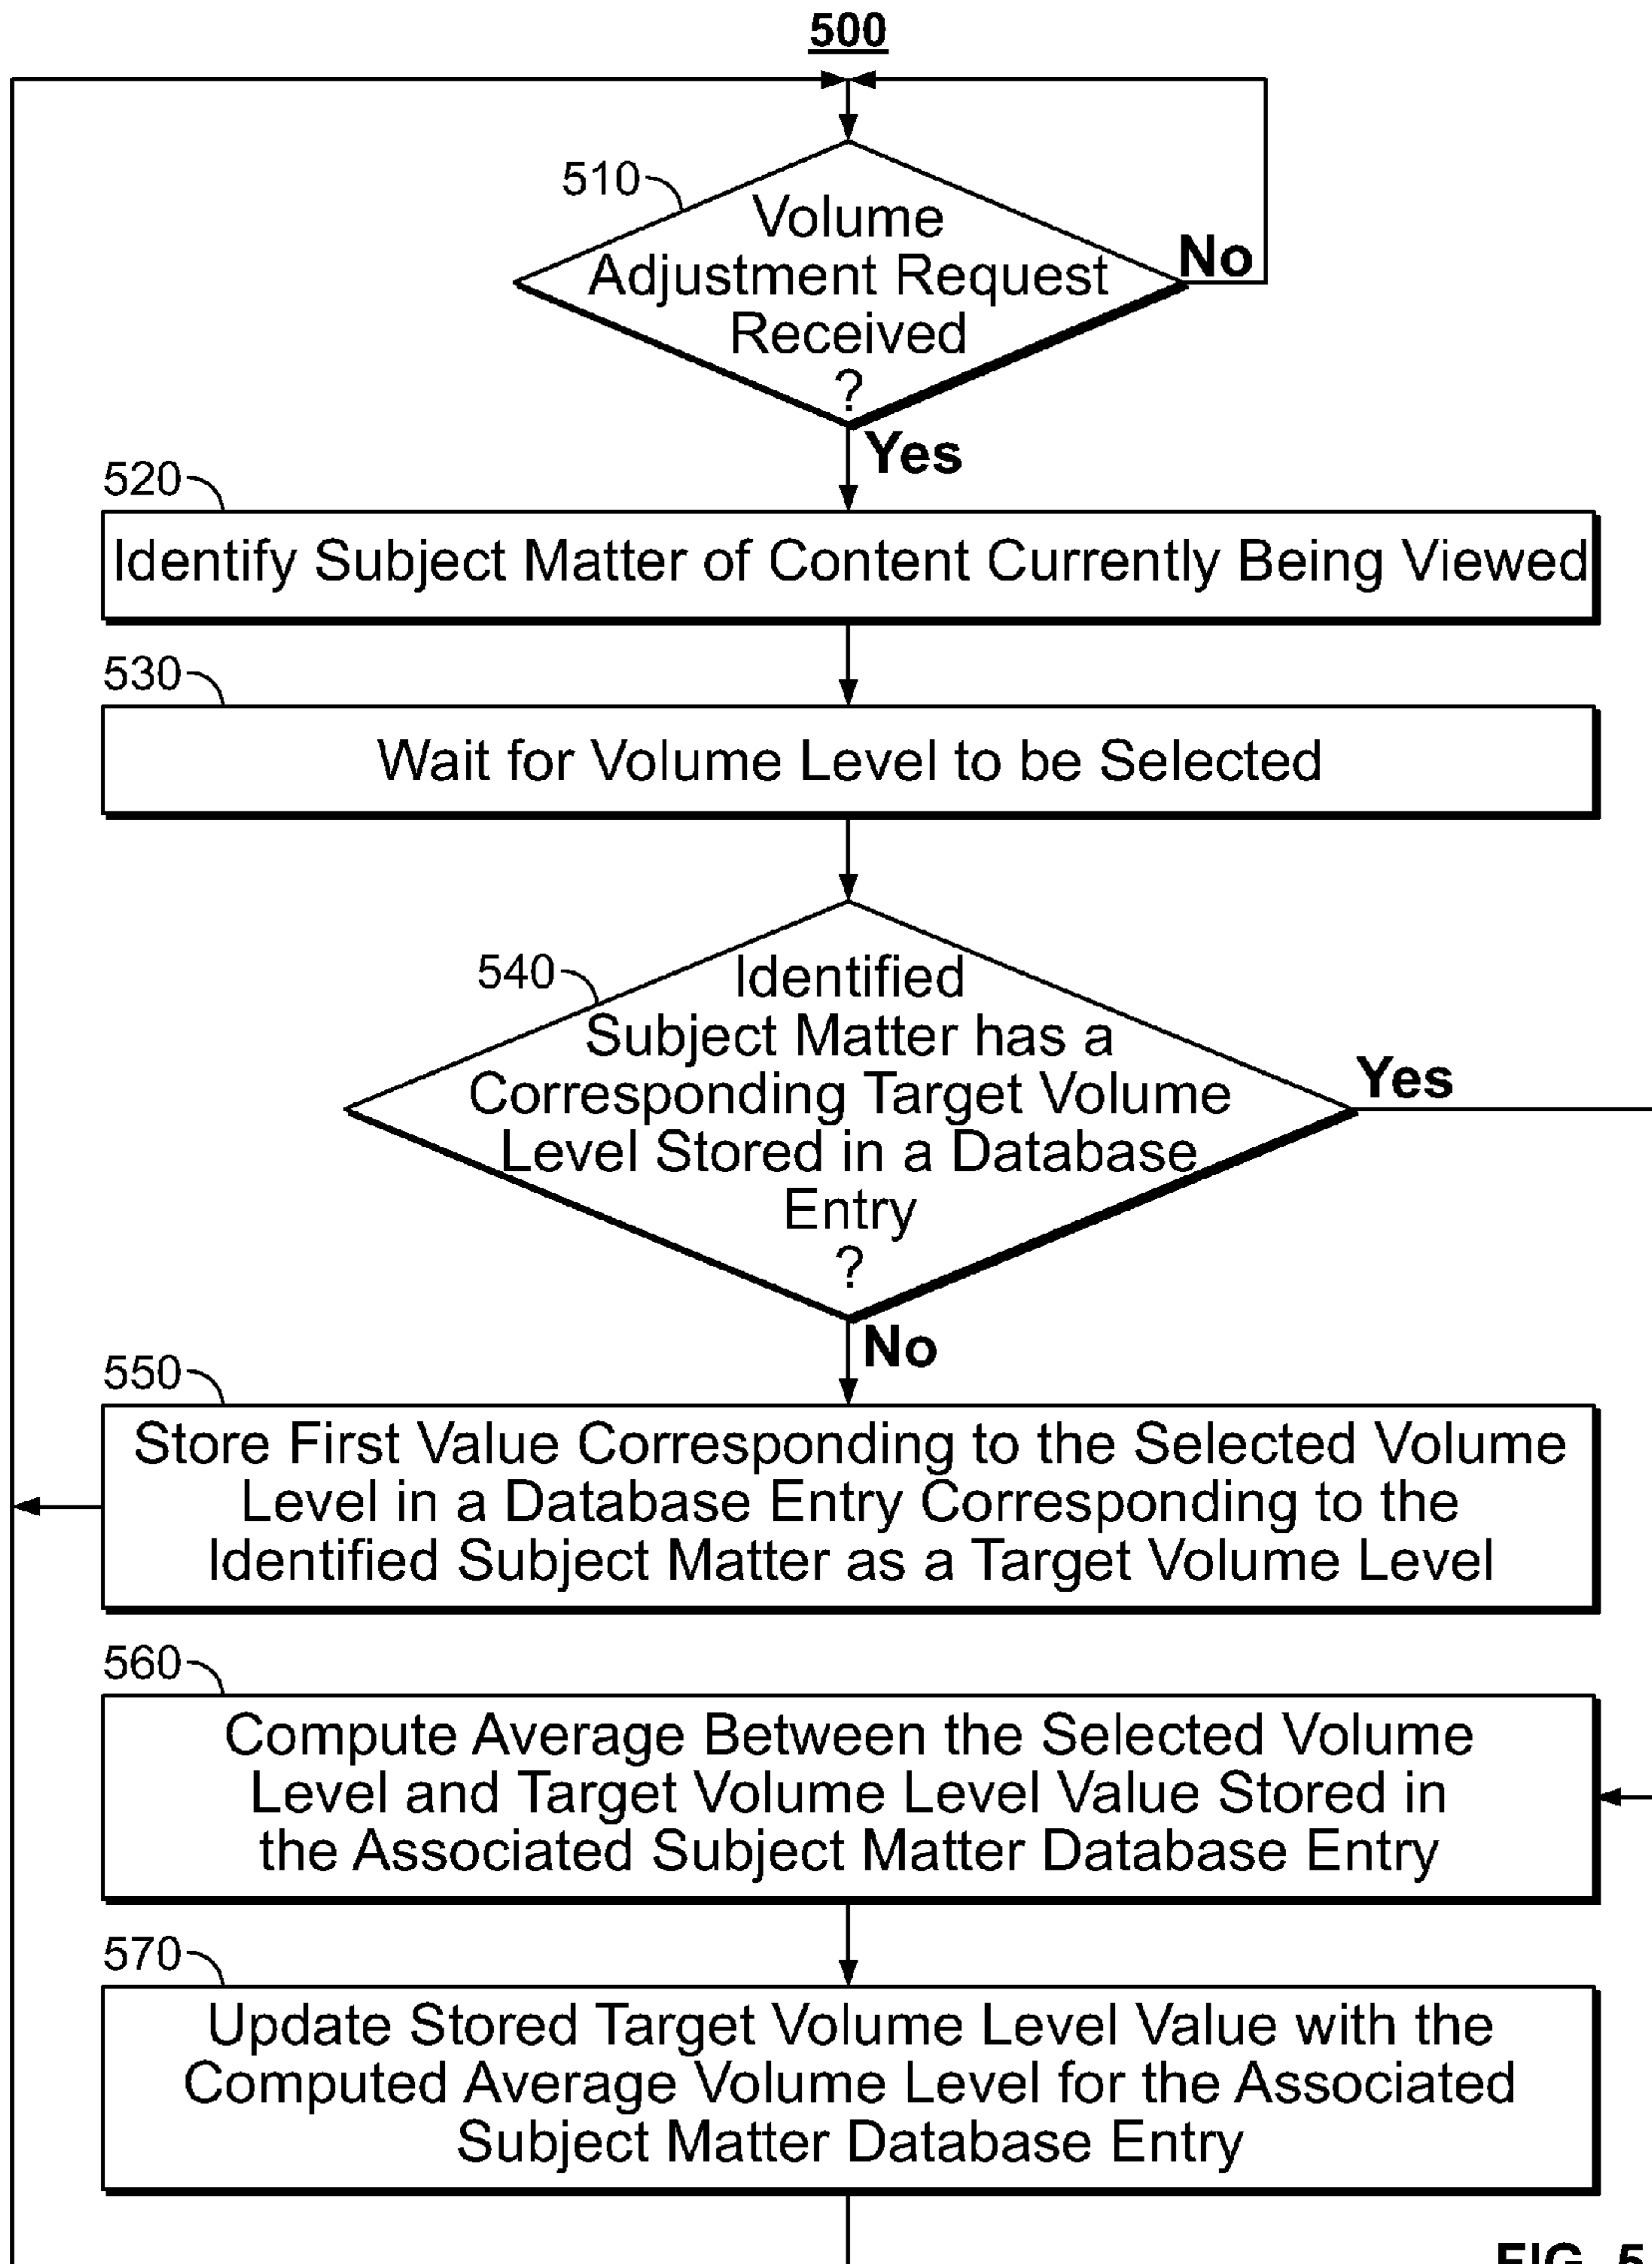 500
510
Volume
Adjustment Request
Received
?
No
Yes
520
Identify Subject Matter of Content Currently Being Viewed
530
Wait for Volume Level to be Selected
540
Identified
Subject Matter has a
Corresponding Target Volume
Level Stored in a Database
Entry
?
Yes
No
550
Store First Value Corresponding to the Selected Volume
Level in a Database Entry Corresponding to the
Identified Subject Matter as a Target Volume Level
560
Compute Average Between the Selected Volume
Level and Target Volume Level Value Stored in
the Associated Subject Matter Database Entry
570
Update Stored Target Volume Level Value with the
Computed Average Volume Level for the Associated
Subject Matter Database Entry
FIG. 5